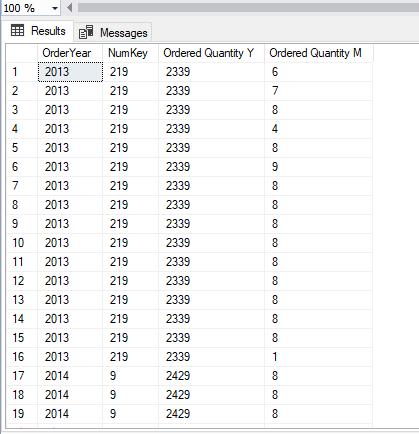 100 %
Results Messages
OrderYear NumKey Ordered Quantity Y Ordered Quantity M
1 2013 219 2339 6
2 2013 219 2339 7
3 2013 219 2339 8
4 2013 219 2339 4
5 2013 219 2339 8
6 2013 219 2339 9
7 2013 219 2339 8
8 2013 219 2339 8
9 2013 219 2339 8
10 2013 219 2339 8
11 2013 219 2339 8
12 2013 219 2339 8
13 2013 219 2339 8
14 2013 219 2339 8
15 2013 219 2339 8
16 2013 219 2339 1
17 2014 9 2429 8
18 2014 9 2429 8
19 2014 9 2429 8